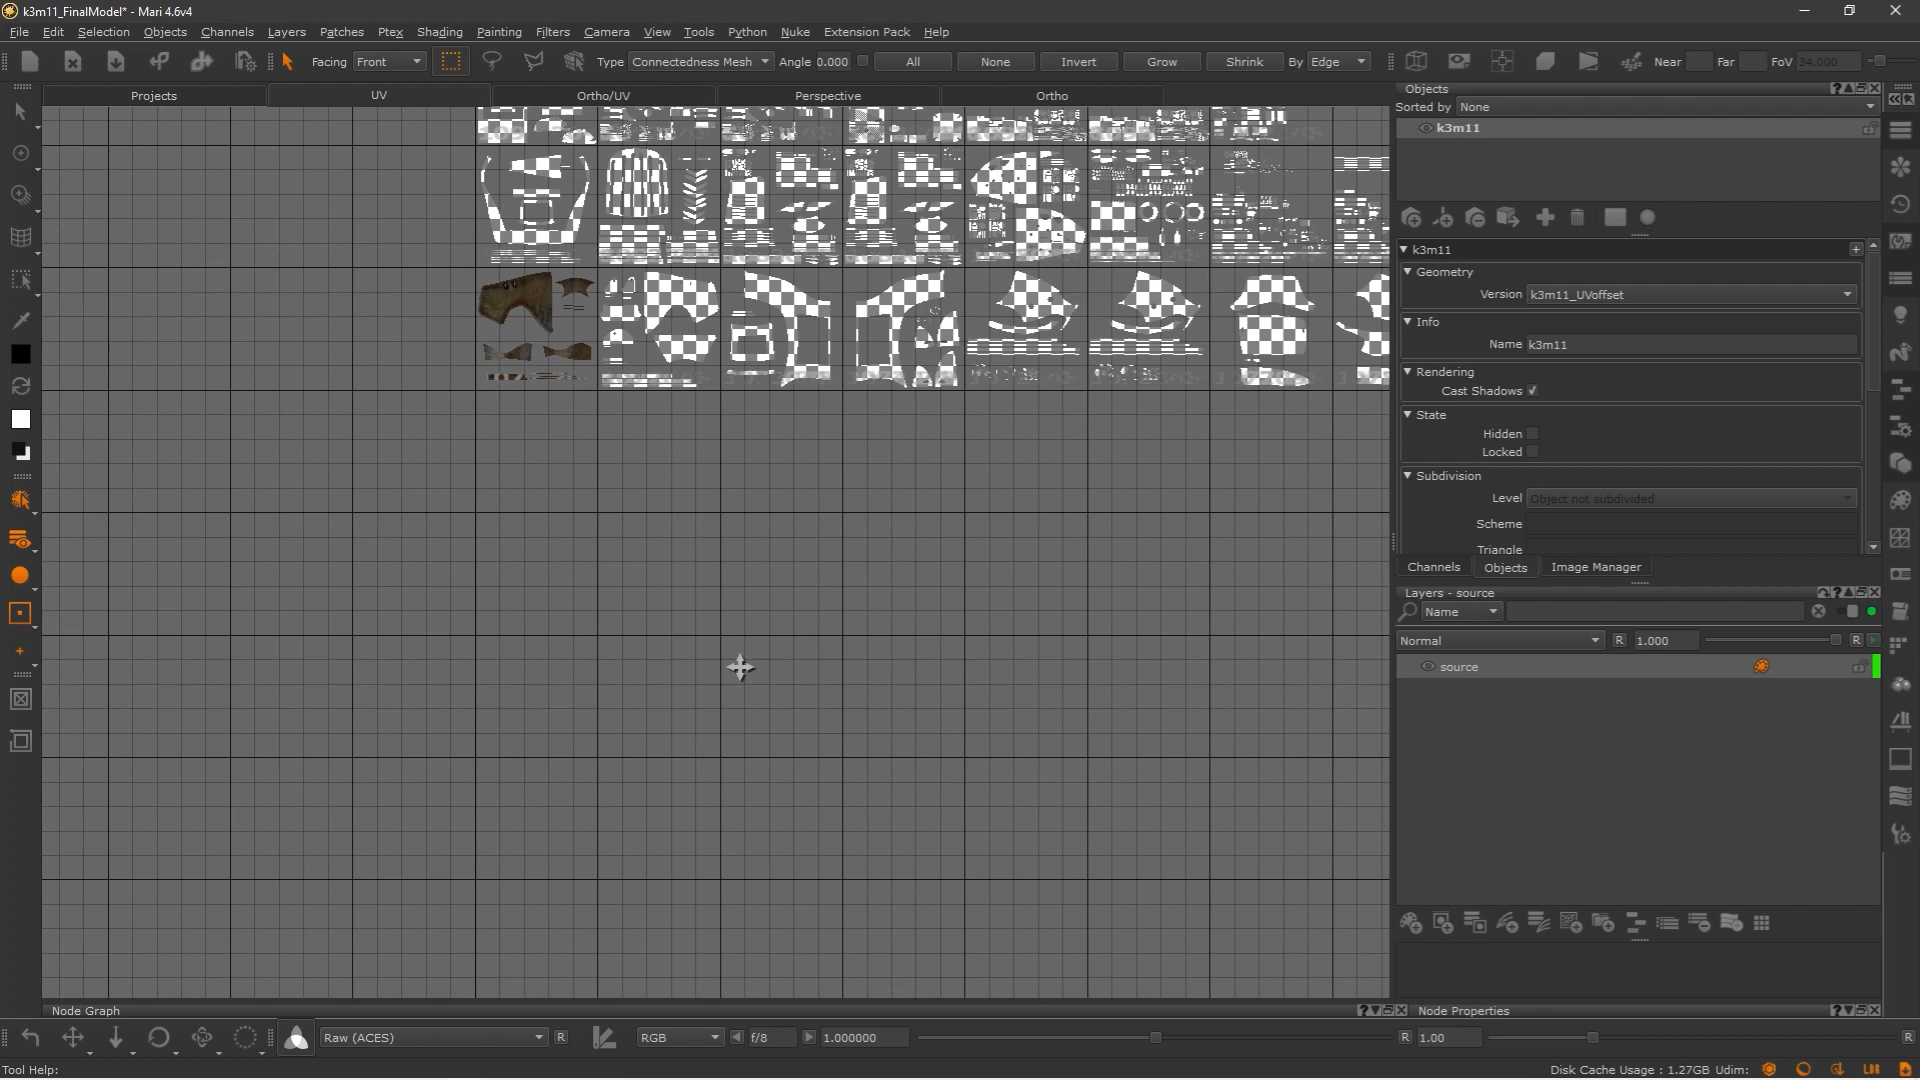 k3m11_FinalModel* - Mari 4.6v4
File Edit Selection Objects Channels Layers Patches Ptex Shading Painting Filters Camera View Tools Python Nuke Extension Pack Help
Facing Front Type Connectedness Mesh Angle 0.000 All None Invert Grow Shrink By Edge Near Far FoV 34.000
Projects UV Ortho/UV Perspective Ortho
Objects
Sorted by None
k3m11
k3m11
Geometry
Version k3m11_UVoffset
Info
Name k3m11
Rendering
Cast Shadows
State
Hidden
Locked
Subdivision
Level Object not subdivided
Scheme
Triangle
Channels Objects Image Manager
Layers - source
Name
Normal R 1.000 R
source
Node Graph
Node Properties
Raw (ACES) R RGB f/8 1.000000 R 1.00 R
Tool Help:
Disk Cache Usage : 1.27GB Udim: